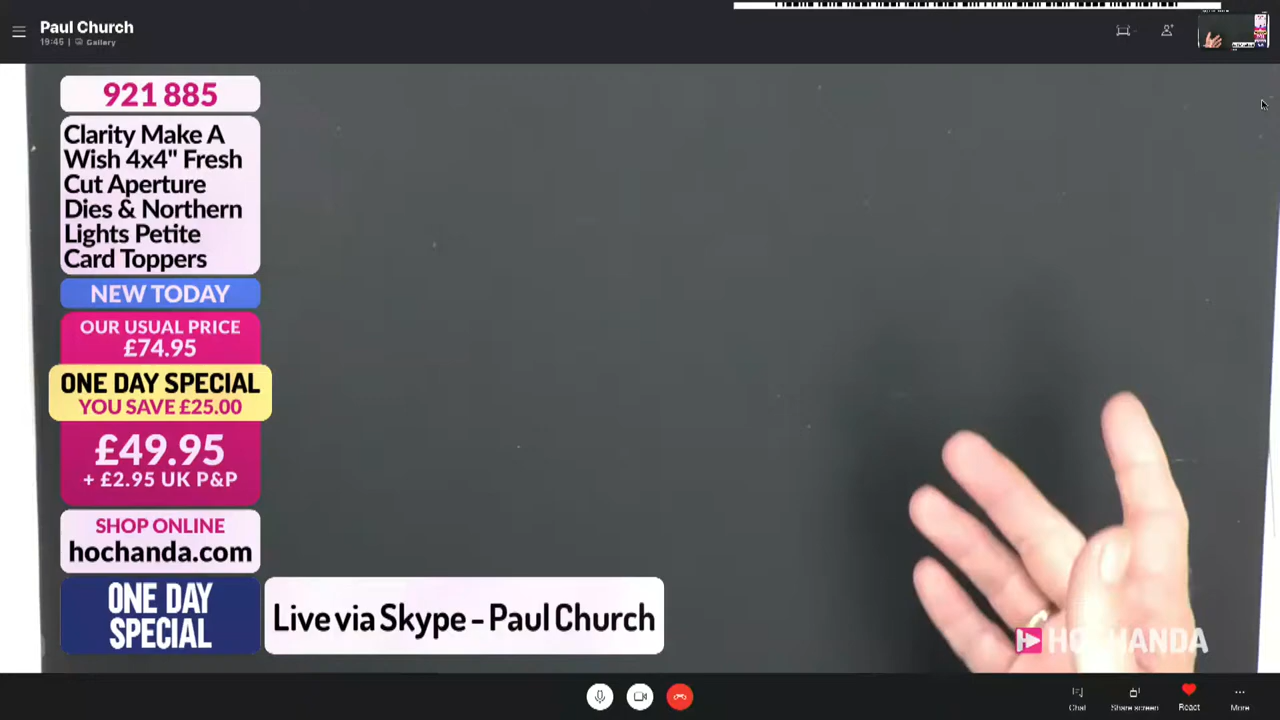 Paul Church
19:45 | Gallery
921 885
Clarity Make A
Wish 4x4" Fresh
Cut Aperture
Dies & Northern
Lights Petite
Card Toppers
NEW TODAY
OUR USUAL PRICE
£74.95
ONE DAY SPECIAL
YOU SAVE £25.00
£49.95
+ £2.95 UK P&P
SHOP ONLINE
hochanda.com
ONE DAY
SPECIAL
Live via Skype - Paul Church
HOCHANDA
Chat
Share screen
React
More